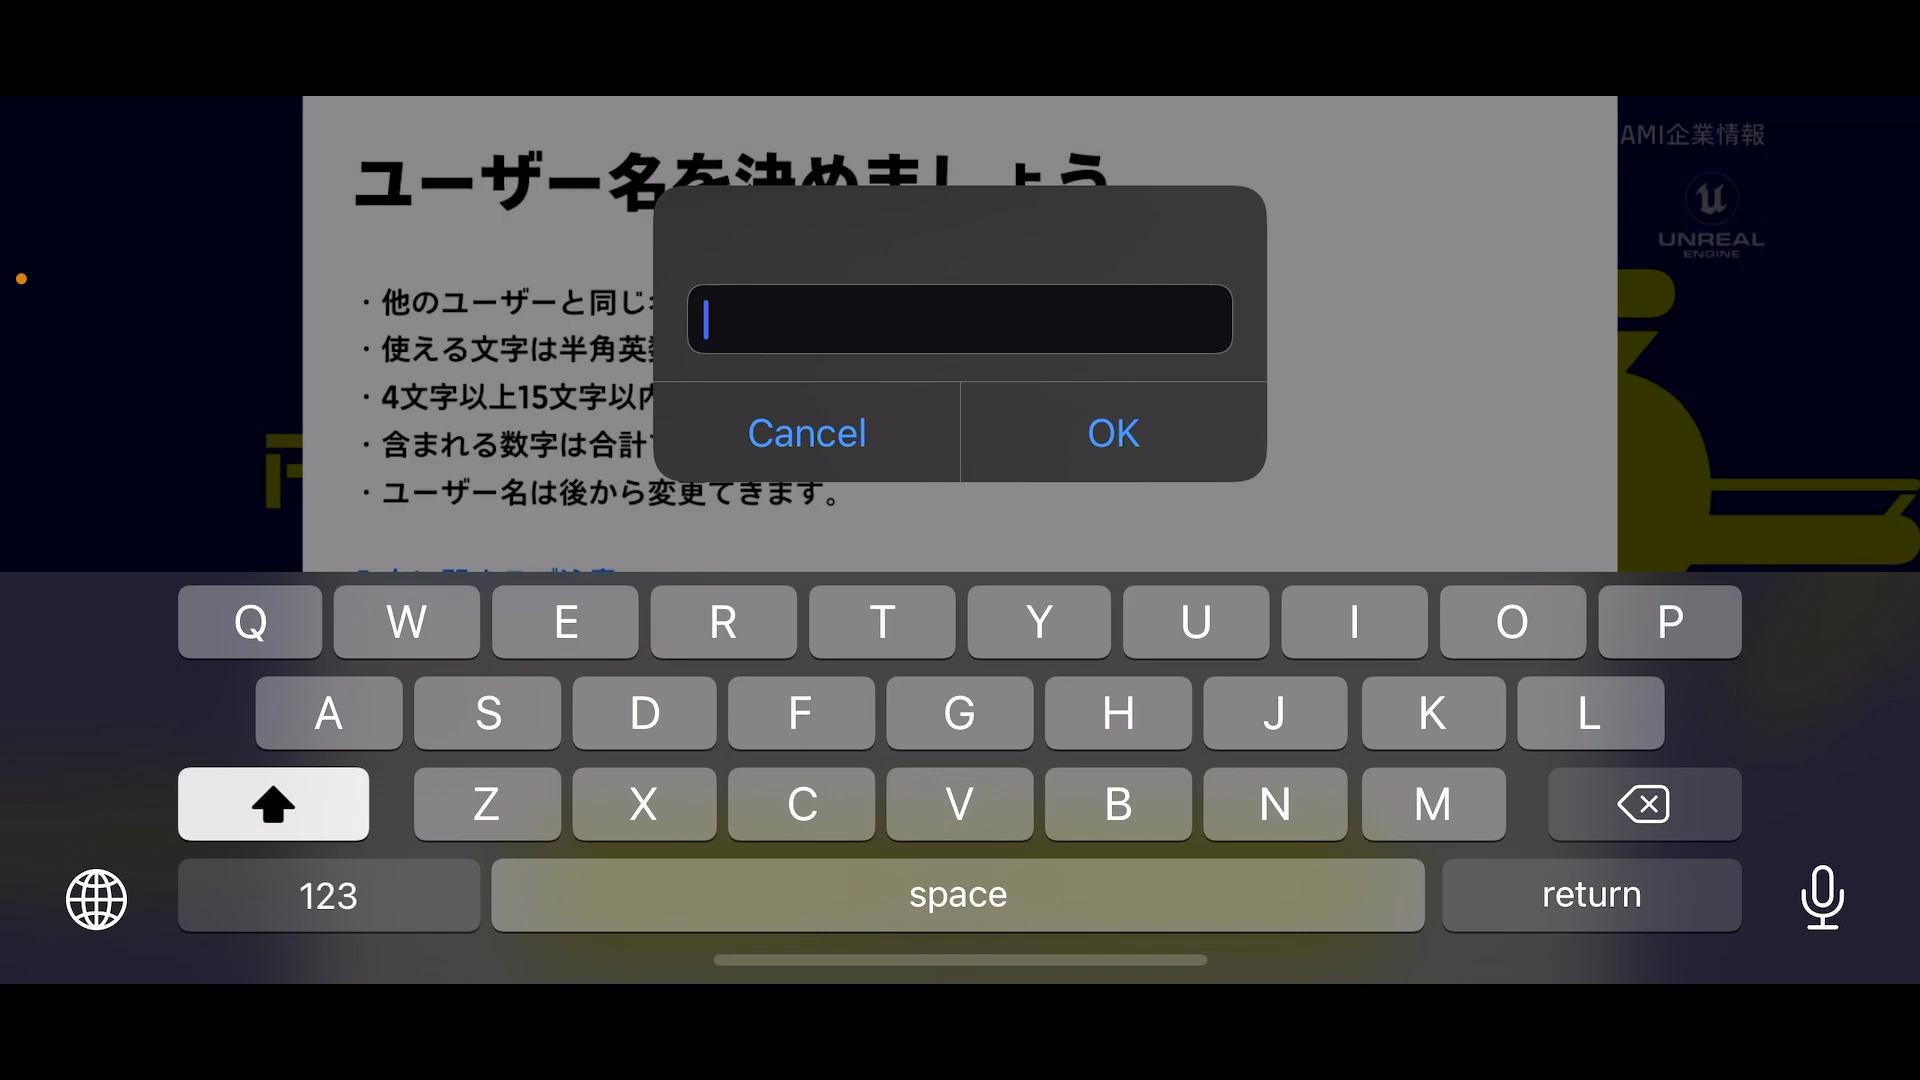 ユーザー名を決めましょう
AMI企業情報
UNREAL
ENGINE
・他のユーザーと同じ
・使える文字は半角英
・4文字以上15文字以内
・含まれる数字は合計
・ユーザー名は後から変更できます。
Cancel
OK
Q W E R T Y U I O P
A S D F G H J K L
Z X C V B N M
123
space
return